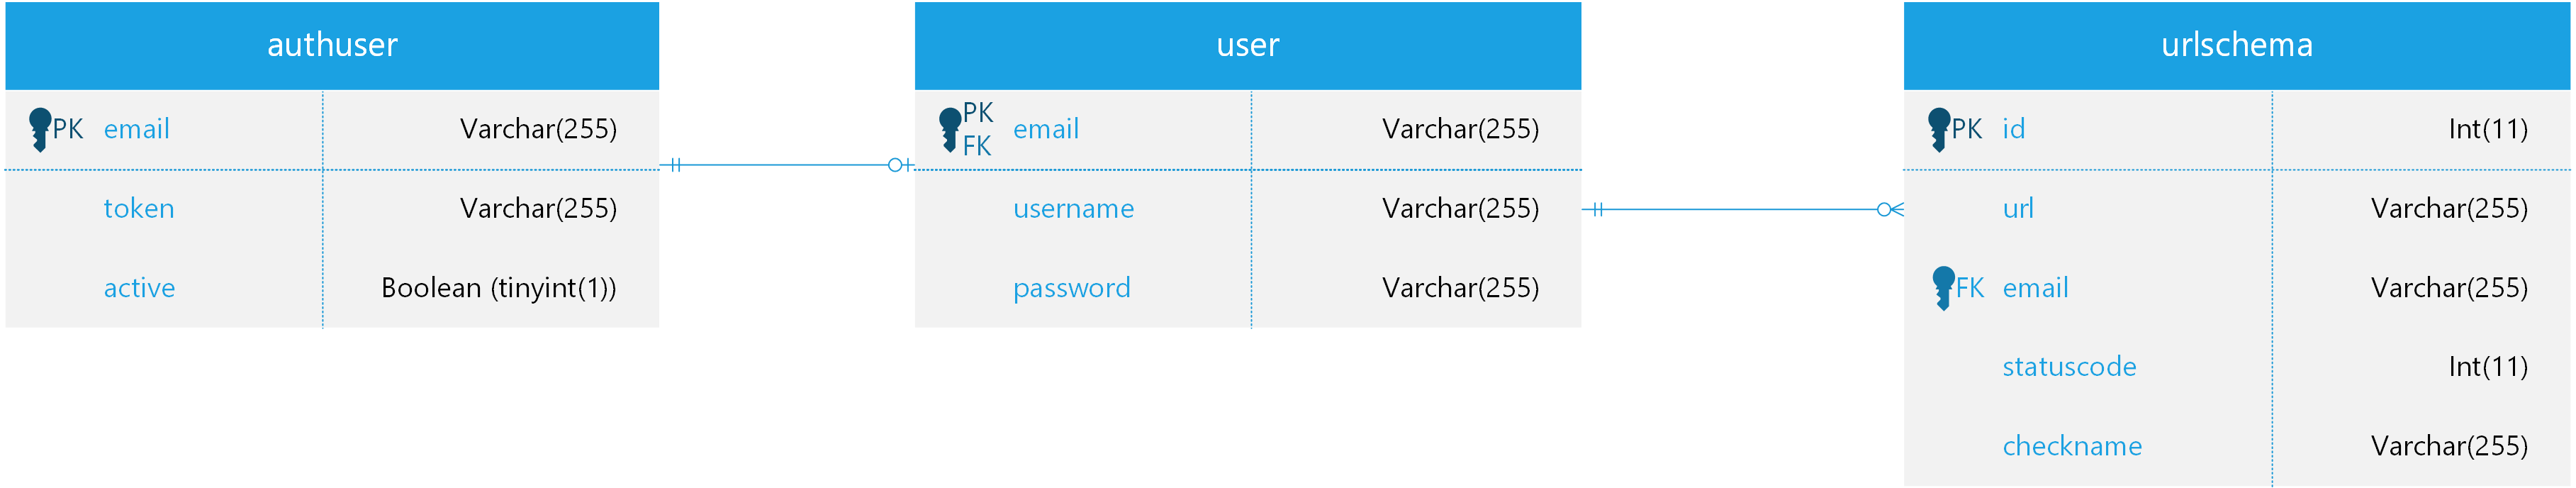 authuser
PK email Varchar(255)
token Varchar(255)
active Boolean (tinyint(1))
user
PK
FK
email Varchar(255)
username Varchar(255)
password Varchar(255)
urlschema
PK id Int(11)
url Varchar(255)
FK email Varchar(255)
statuscode Int(11)
checkname Varchar(255)